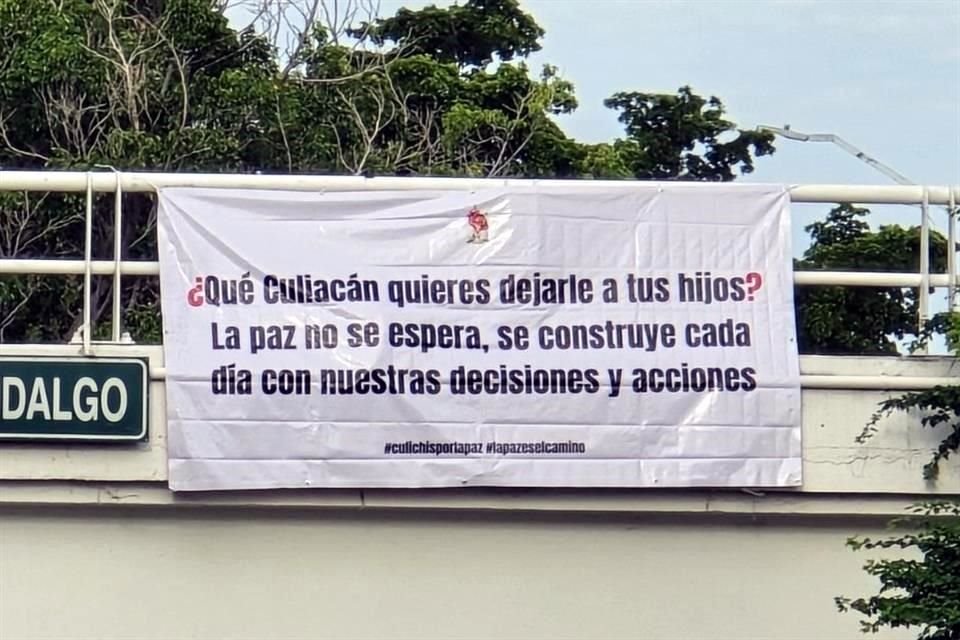 ¿Qué Culiacán quieres dejarle a tus hijos?
La paz no se espera, se construye cada
día con nuestras decisiones y acciones
#culichisporlapaz #lapazeselcamino
DALGO